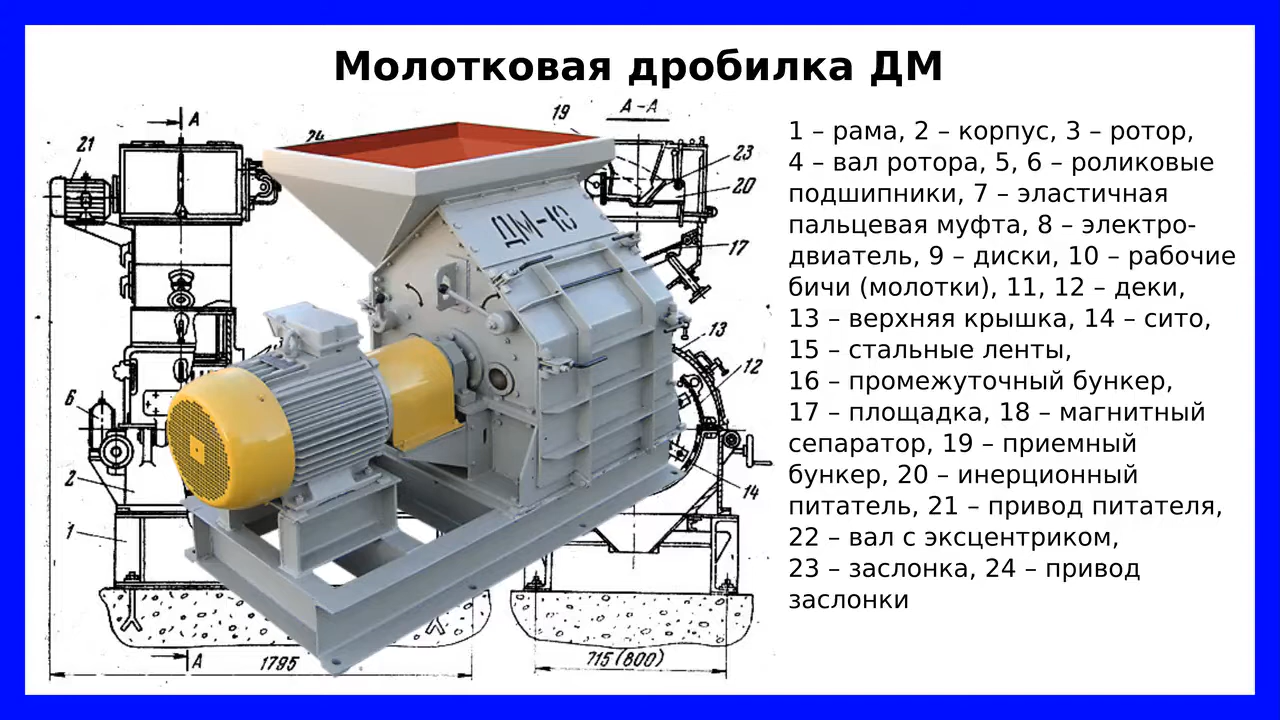 Молотковая дробилка ДМ
1 – рама, 2 – корпус, 3 – ротор,
4 – вал ротора, 5, 6 – роликовые
подшипники, 7 – эластичная
пальцевая муфта, 8 – электро-
двиатель, 9 – диски, 10 – рабочие
бичи (молотки), 11, 12 – деки,
13 – верхняя крышка, 14 – сито,
15 – стальные ленты,
16 – промежуточный бункер,
17 – площадка, 18 – магнитный
сепаратор, 19 – приемный
бункер, 20 – инерционный
питатель, 21 – привод питателя,
22 – вал с эксцентриком,
23 – заслонка, 24 – привод
заслонки
А
21
19
А-А
23
20
17
13
12
14
6
2
1
ДМ-10
А
1795
715 (800)